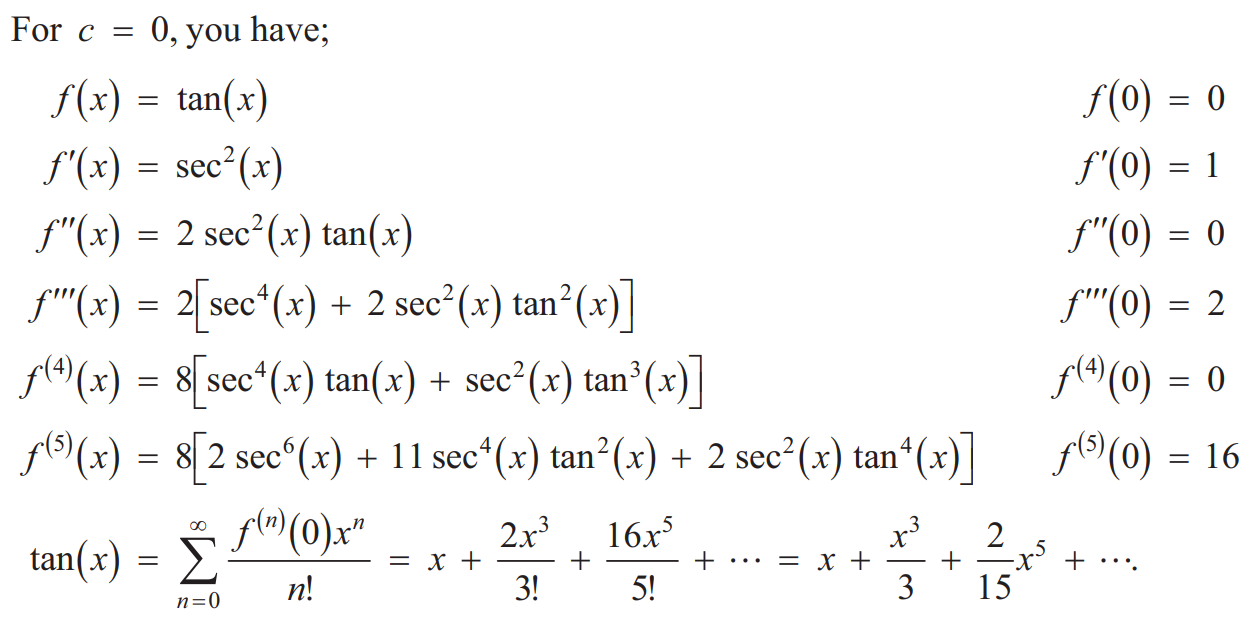 For c = 0, you have;
f(x) = tan(x) f(0) = 0
f′(x) = sec²(x) f′(0) = 1
f″(x) = 2 sec²(x) tan(x) f″(0) = 0
f‴(x) = 2[sec⁴(x) + 2 sec²(x) tan²(x)] f‴(0) = 2
f⁽⁴⁾(x) = 8[sec⁴(x) tan(x) + sec²(x) tan³(x)] f⁽⁴⁾(0) = 0
f⁽⁵⁾(x) = 8[2 sec⁶(x) + 11 sec⁴(x) tan²(x) + 2 sec²(x) tan⁴(x)] f⁽⁵⁾(0) = 16
tan(x) = ∑_{n=0}^{∞} f⁽ⁿ⁾(0)xⁿ/n! = x + 2x³/3! + 16x⁵/5! + ⋯ = x + x³/3 + 2/15 x⁵ + ⋯.